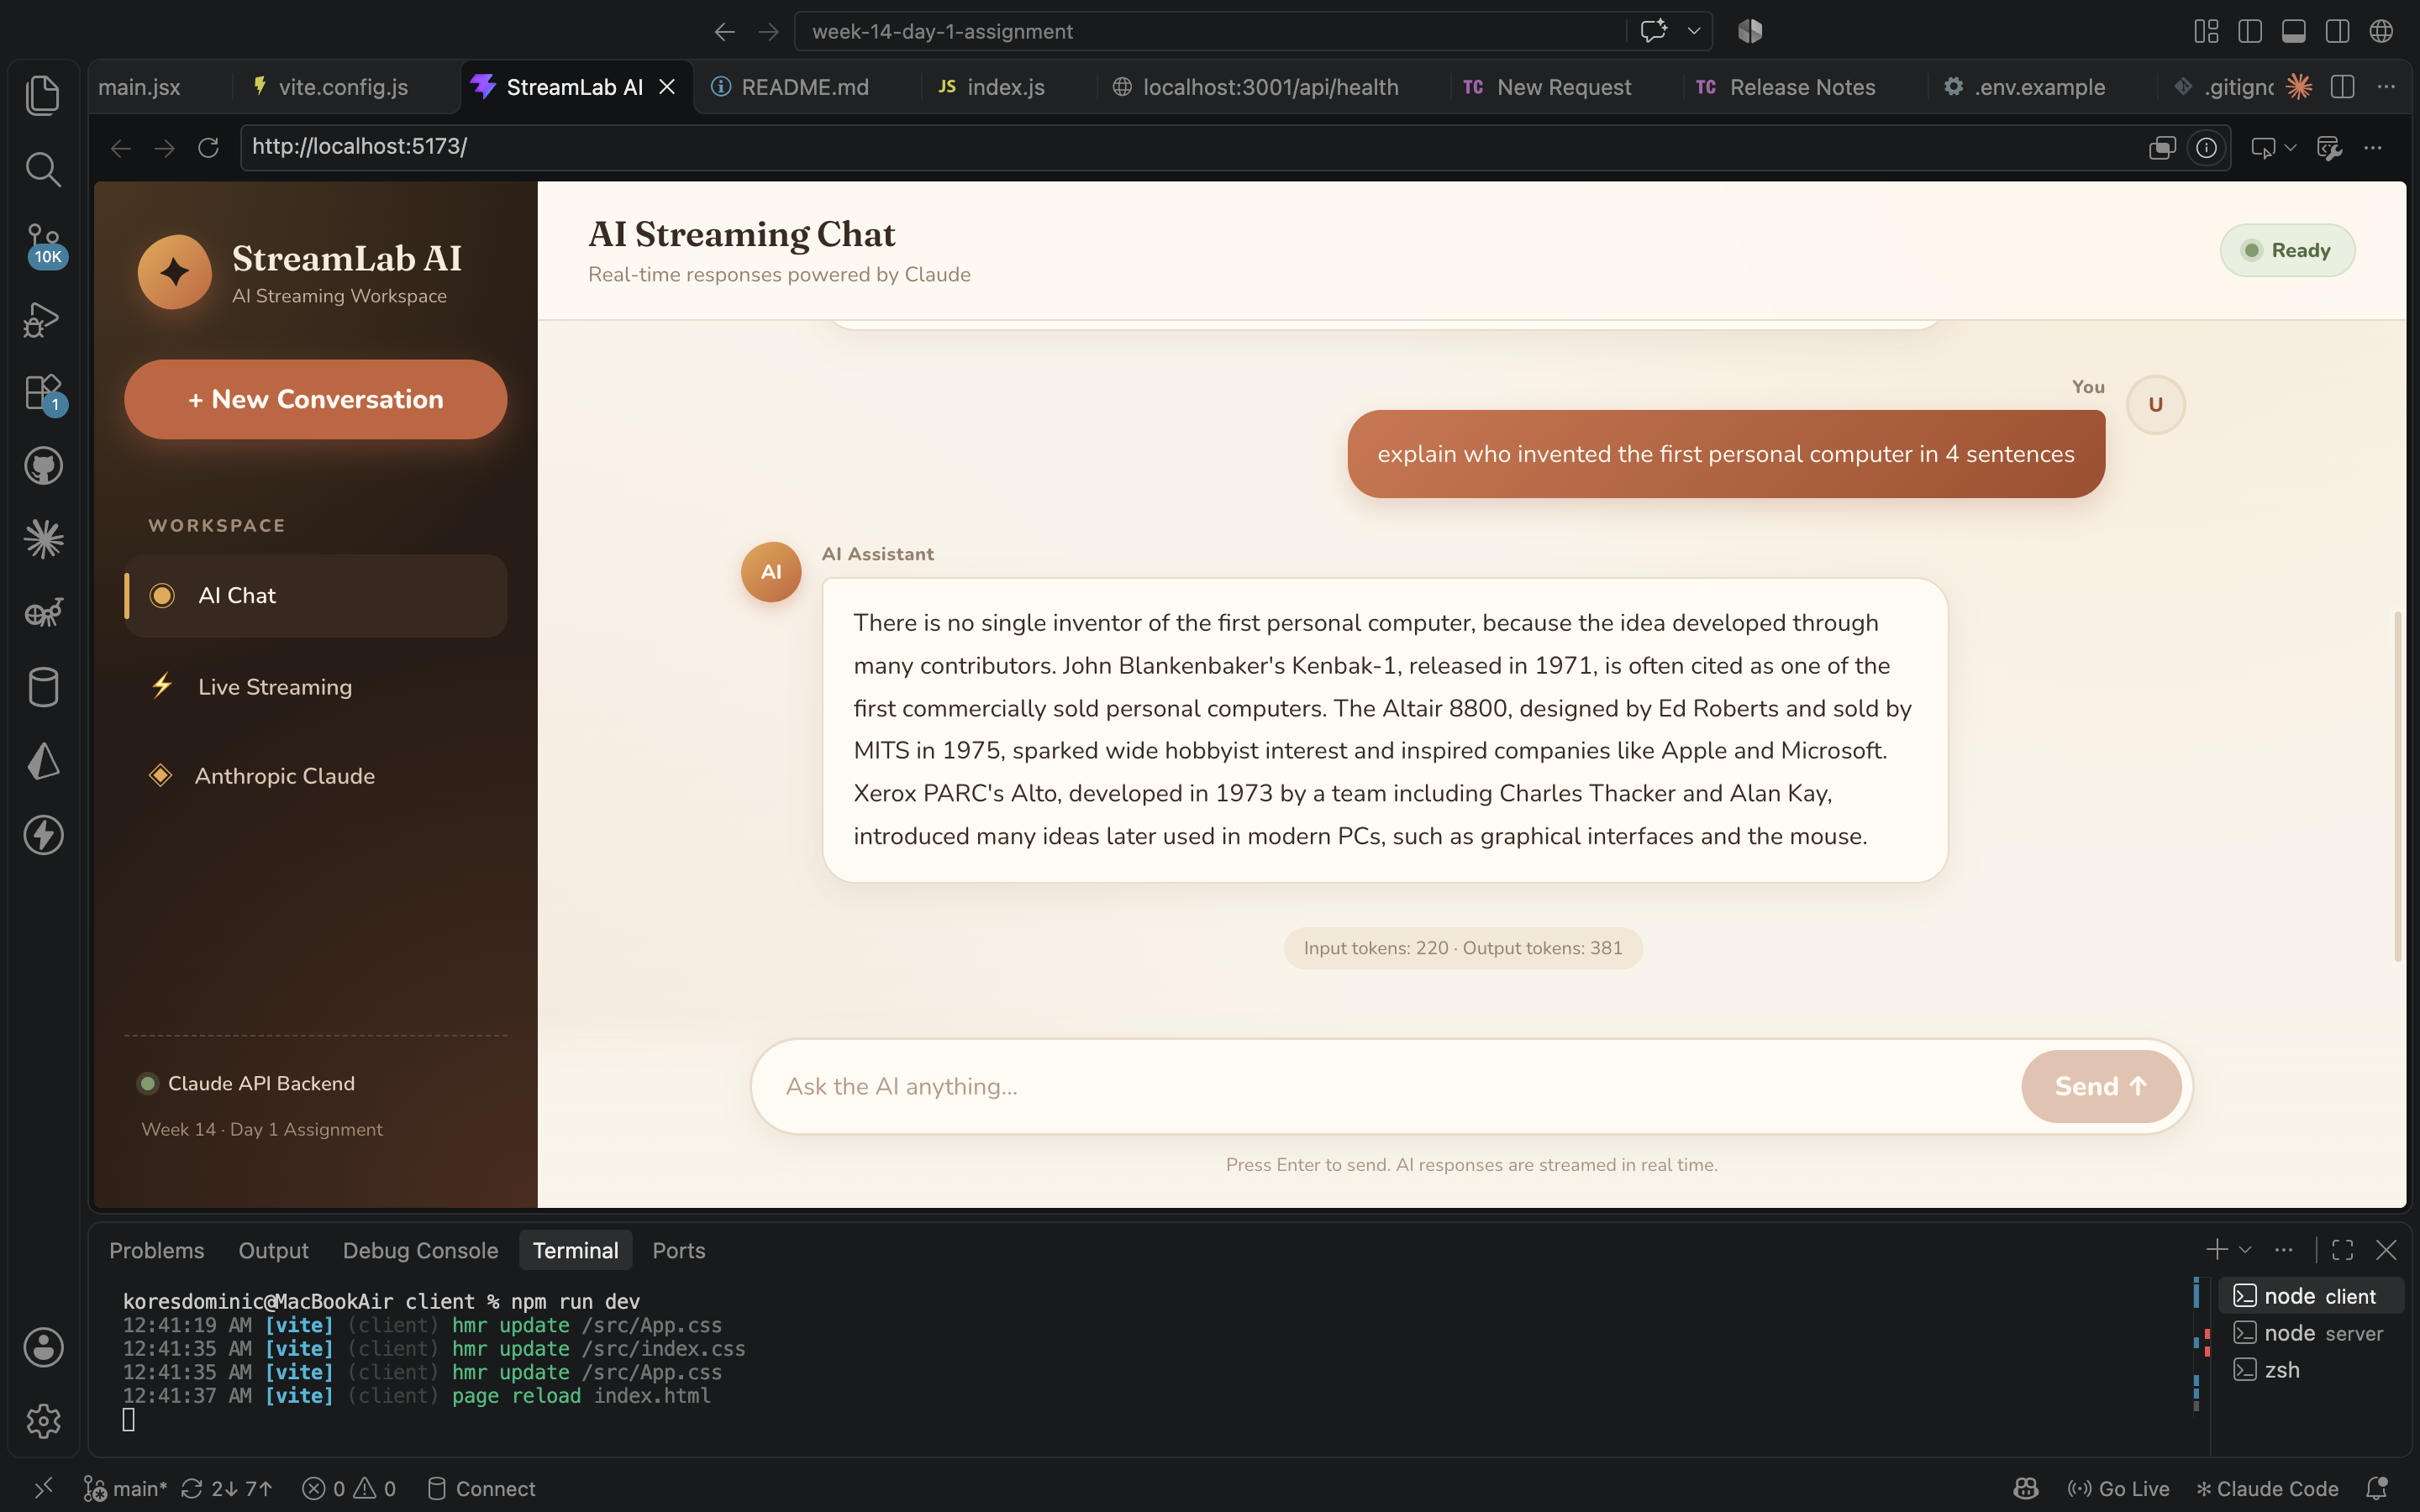 week-14-day-1-assignment
main.jsx
vite.config.js
StreamLab AI
README.md
JS index.js
localhost:3001/api/health
TC New Request
TC Release Notes
.env.example
.gitign
http://localhost:5173/
10K
1
StreamLab AI
AI Streaming Workspace
+ New Conversation
WORKSPACE
AI Chat
Live Streaming
Anthropic Claude
Claude API Backend
Week 14 · Day 1 Assignment
AI Streaming Chat
Real-time responses powered by Claude
Ready
You
U
explain who invented the first personal computer in 4 sentences
AI
AI Assistant
There is no single inventor of the first personal computer, because the idea developed through
many contributors. John Blankenbaker's Kenbak-1, released in 1971, is often cited as one of the
first commercially sold personal computers. The Altair 8800, designed by Ed Roberts and sold by
MITS in 1975, sparked wide hobbyist interest and inspired companies like Apple and Microsoft.
Xerox PARC's Alto, developed in 1973 by a team including Charles Thacker and Alan Kay,
introduced many ideas later used in modern PCs, such as graphical interfaces and the mouse.
Input tokens: 220 · Output tokens: 381
Ask the AI anything...
Send ↑
Press Enter to send. AI responses are streamed in real time.
Problems
Output
Debug Console
Terminal
Ports
koresdominic@MacBookAir client % npm run dev
12:41:19 AM [vite] (client) hmr update /src/App.css
12:41:35 AM [vite] (client) hmr update /src/index.css
12:41:35 AM [vite] (client) hmr update /src/App.css
12:41:37 AM [vite] (client) page reload index.html
node client
node server
zsh
main*
2↓ 7↑
0
0
Connect
Go Live
Claude Code